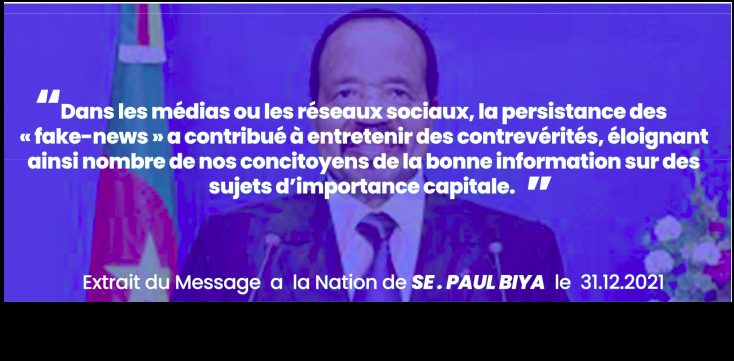 “Dans les médias ou les réseaux sociaux, la persistance des
« fake-news » a contribué à entretenir des contrevérités, éloignant
ainsi nombre de nos concitoyens de la bonne information sur des
sujets d’importance capitale. ”
Extrait du Message a la Nation de SE . PAUL BIYA le 31.12.2021